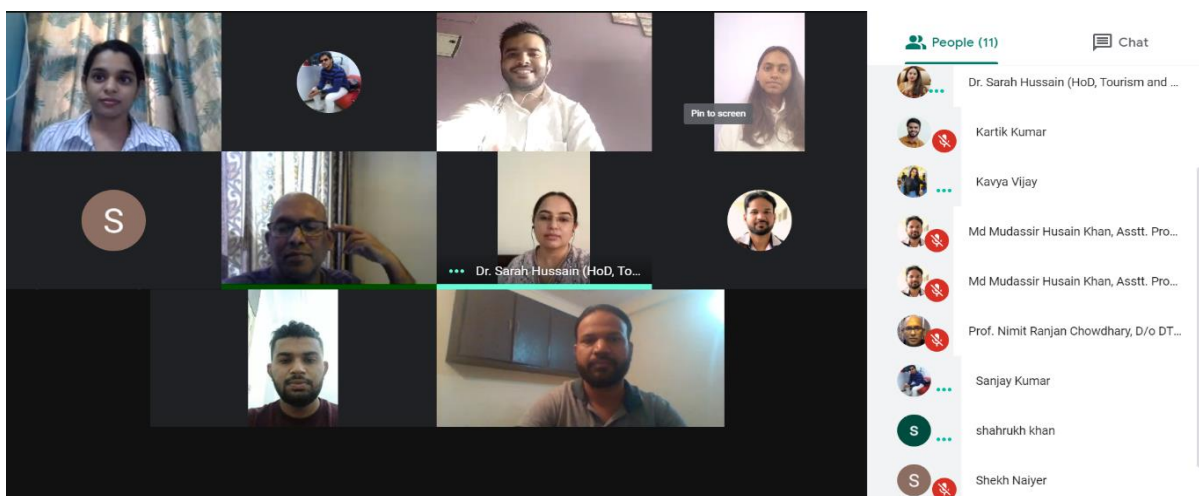 Pin to screen
S
Dr. Sarah Hussain (HoD, To...
People (11)
Chat
Dr. Sarah Hussain (HoD, Tourism and ...
Kartik Kumar
Kavya Vijay
Md Mudassir Husain Khan, Asstt. Pro...
Md Mudassir Husain Khan, Asstt. Pro...
Prof. Nimit Ranjan Chowdhary, D/o DT...
Sanjay Kumar
S
shahrukh khan
S
Shekh Naiyer